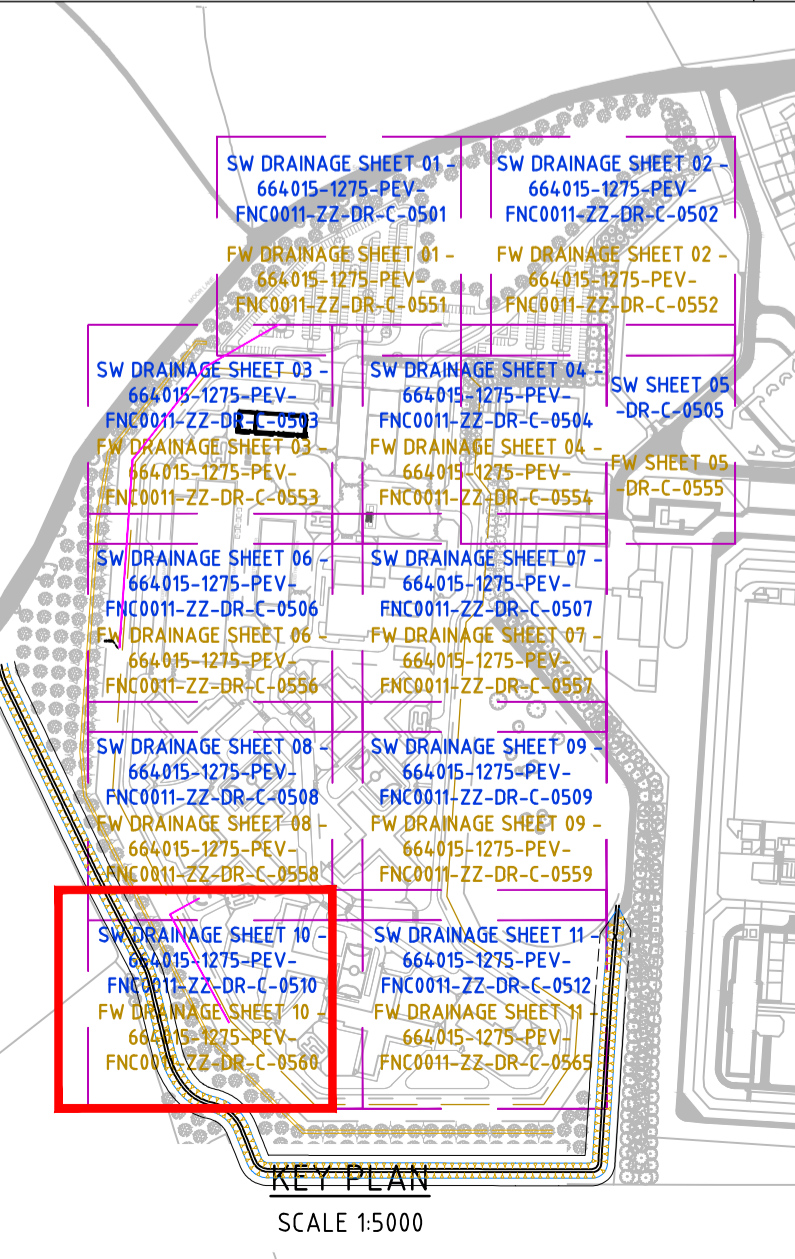 SW DRAINAGE SHEET 01 -
664015-1275-PEV-
FNC0011-ZZ-DR-C-0501
FW DRAINAGE SHEET 01 -
664015-1275-PEV-
FNC0011-ZZ-DR-C-0551
SW DRAINAGE SHEET 02 -
664015-1275-PEV-
FNC0011-ZZ-DR-C-0502
FW DRAINAGE SHEET 02 -
664015-1275-PEV-
FNC0011-ZZ-DR-C-0552
SW DRAINAGE SHEET 03 -
664015-1275-PEV-
FNC0011-ZZ-DR-C-0503
FW DRAINAGE SHEET 03 -
664015-1275-PEV-
FNC0011-ZZ-DR-C-0553
SW DRAINAGE SHEET 04 -
664015-1275-PEV-
FNC0011-ZZ-DR-C-0504
FW DRAINAGE SHEET 04 -
664015-1275-PEV-
FNC0011-ZZ-DR-C-0554
SW SHEET 05
-DR-C-0505
FW SHEET 05
-DR-C-0555
SW DRAINAGE SHEET 06 -
664015-1275-PEV-
FNC0011-ZZ-DR-C-0506
FW DRAINAGE SHEET 06 -
664015-1275-PEV-
FNC0011-ZZ-DR-C-0556
SW DRAINAGE SHEET 07 -
664015-1275-PEV-
FNC0011-ZZ-DR-C-0507
FW DRAINAGE SHEET 07 -
664015-1275-PEV-
FNC0011-ZZ-DR-C-0557
SW DRAINAGE SHEET 08 -
664015-1275-PEV-
FNC0011-ZZ-DR-C-0508
FW DRAINAGE SHEET 08 -
664015-1275-PEV-
FNC0011-ZZ-DR-C-0558
SW DRAINAGE SHEET 09 -
664015-1275-PEV-
FNC0011-ZZ-DR-C-0509
FW DRAINAGE SHEET 09 -
664015-1275-PEV-
FNC0011-ZZ-DR-C-0559
SW DRAINAGE SHEET 10 -
664015-1275-PEV-
FNC0011-ZZ-DR-C-0510
FW DRAINAGE SHEET 10 -
664015-1275-PEV-
FNC0011-ZZ-DR-C-0560
SW DRAINAGE SHEET 11 -
664015-1275-PEV-
FNC0011-ZZ-DR-C-0512
FW DRAINAGE SHEET 11 -
664015-1275-PEV-
FNC0011-ZZ-DR-C-0565
KEY PLAN
SCALE 1:5000